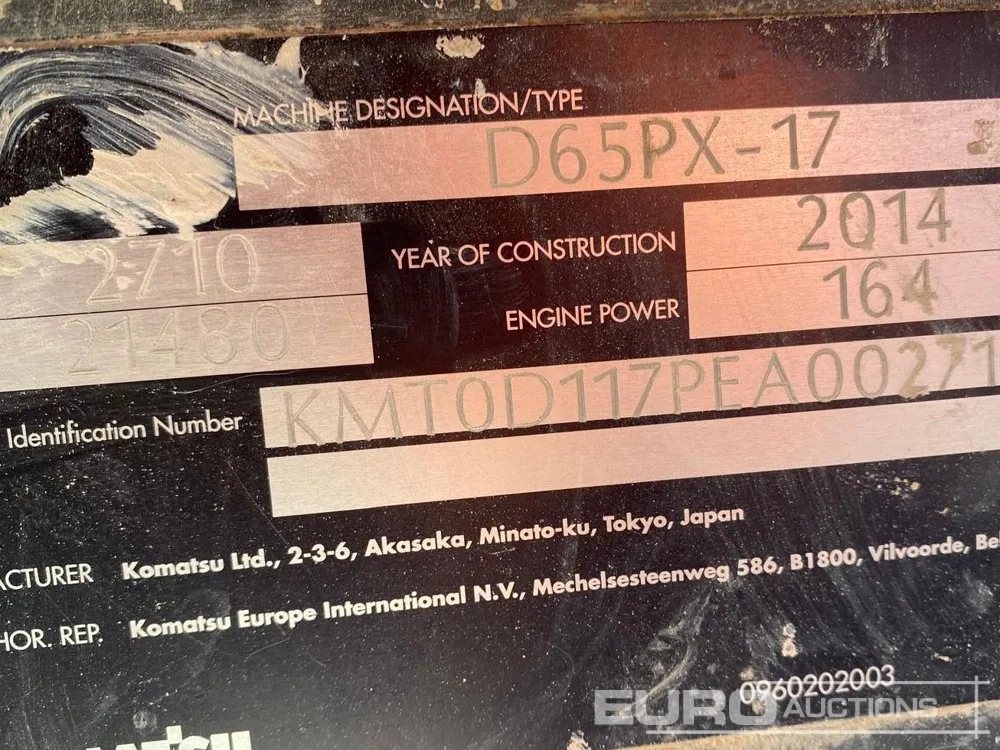 MACHINE DESIGNATION/TYPE
D65PX-17
2710
YEAR OF CONSTRUCTION 2014
21480
ENGINE POWER 164
Identification Number KMT0D117PEA00271
ACTURER Komatsu Ltd., 2-3-6, Akasaka, Minato-ku, Tokyo, Japan
HOR. REP. Komatsu Europe International N.V., Mechelsesteenweg 586, B1800, Vilvoorde, Be
0960202003
EURO AUCTIONS